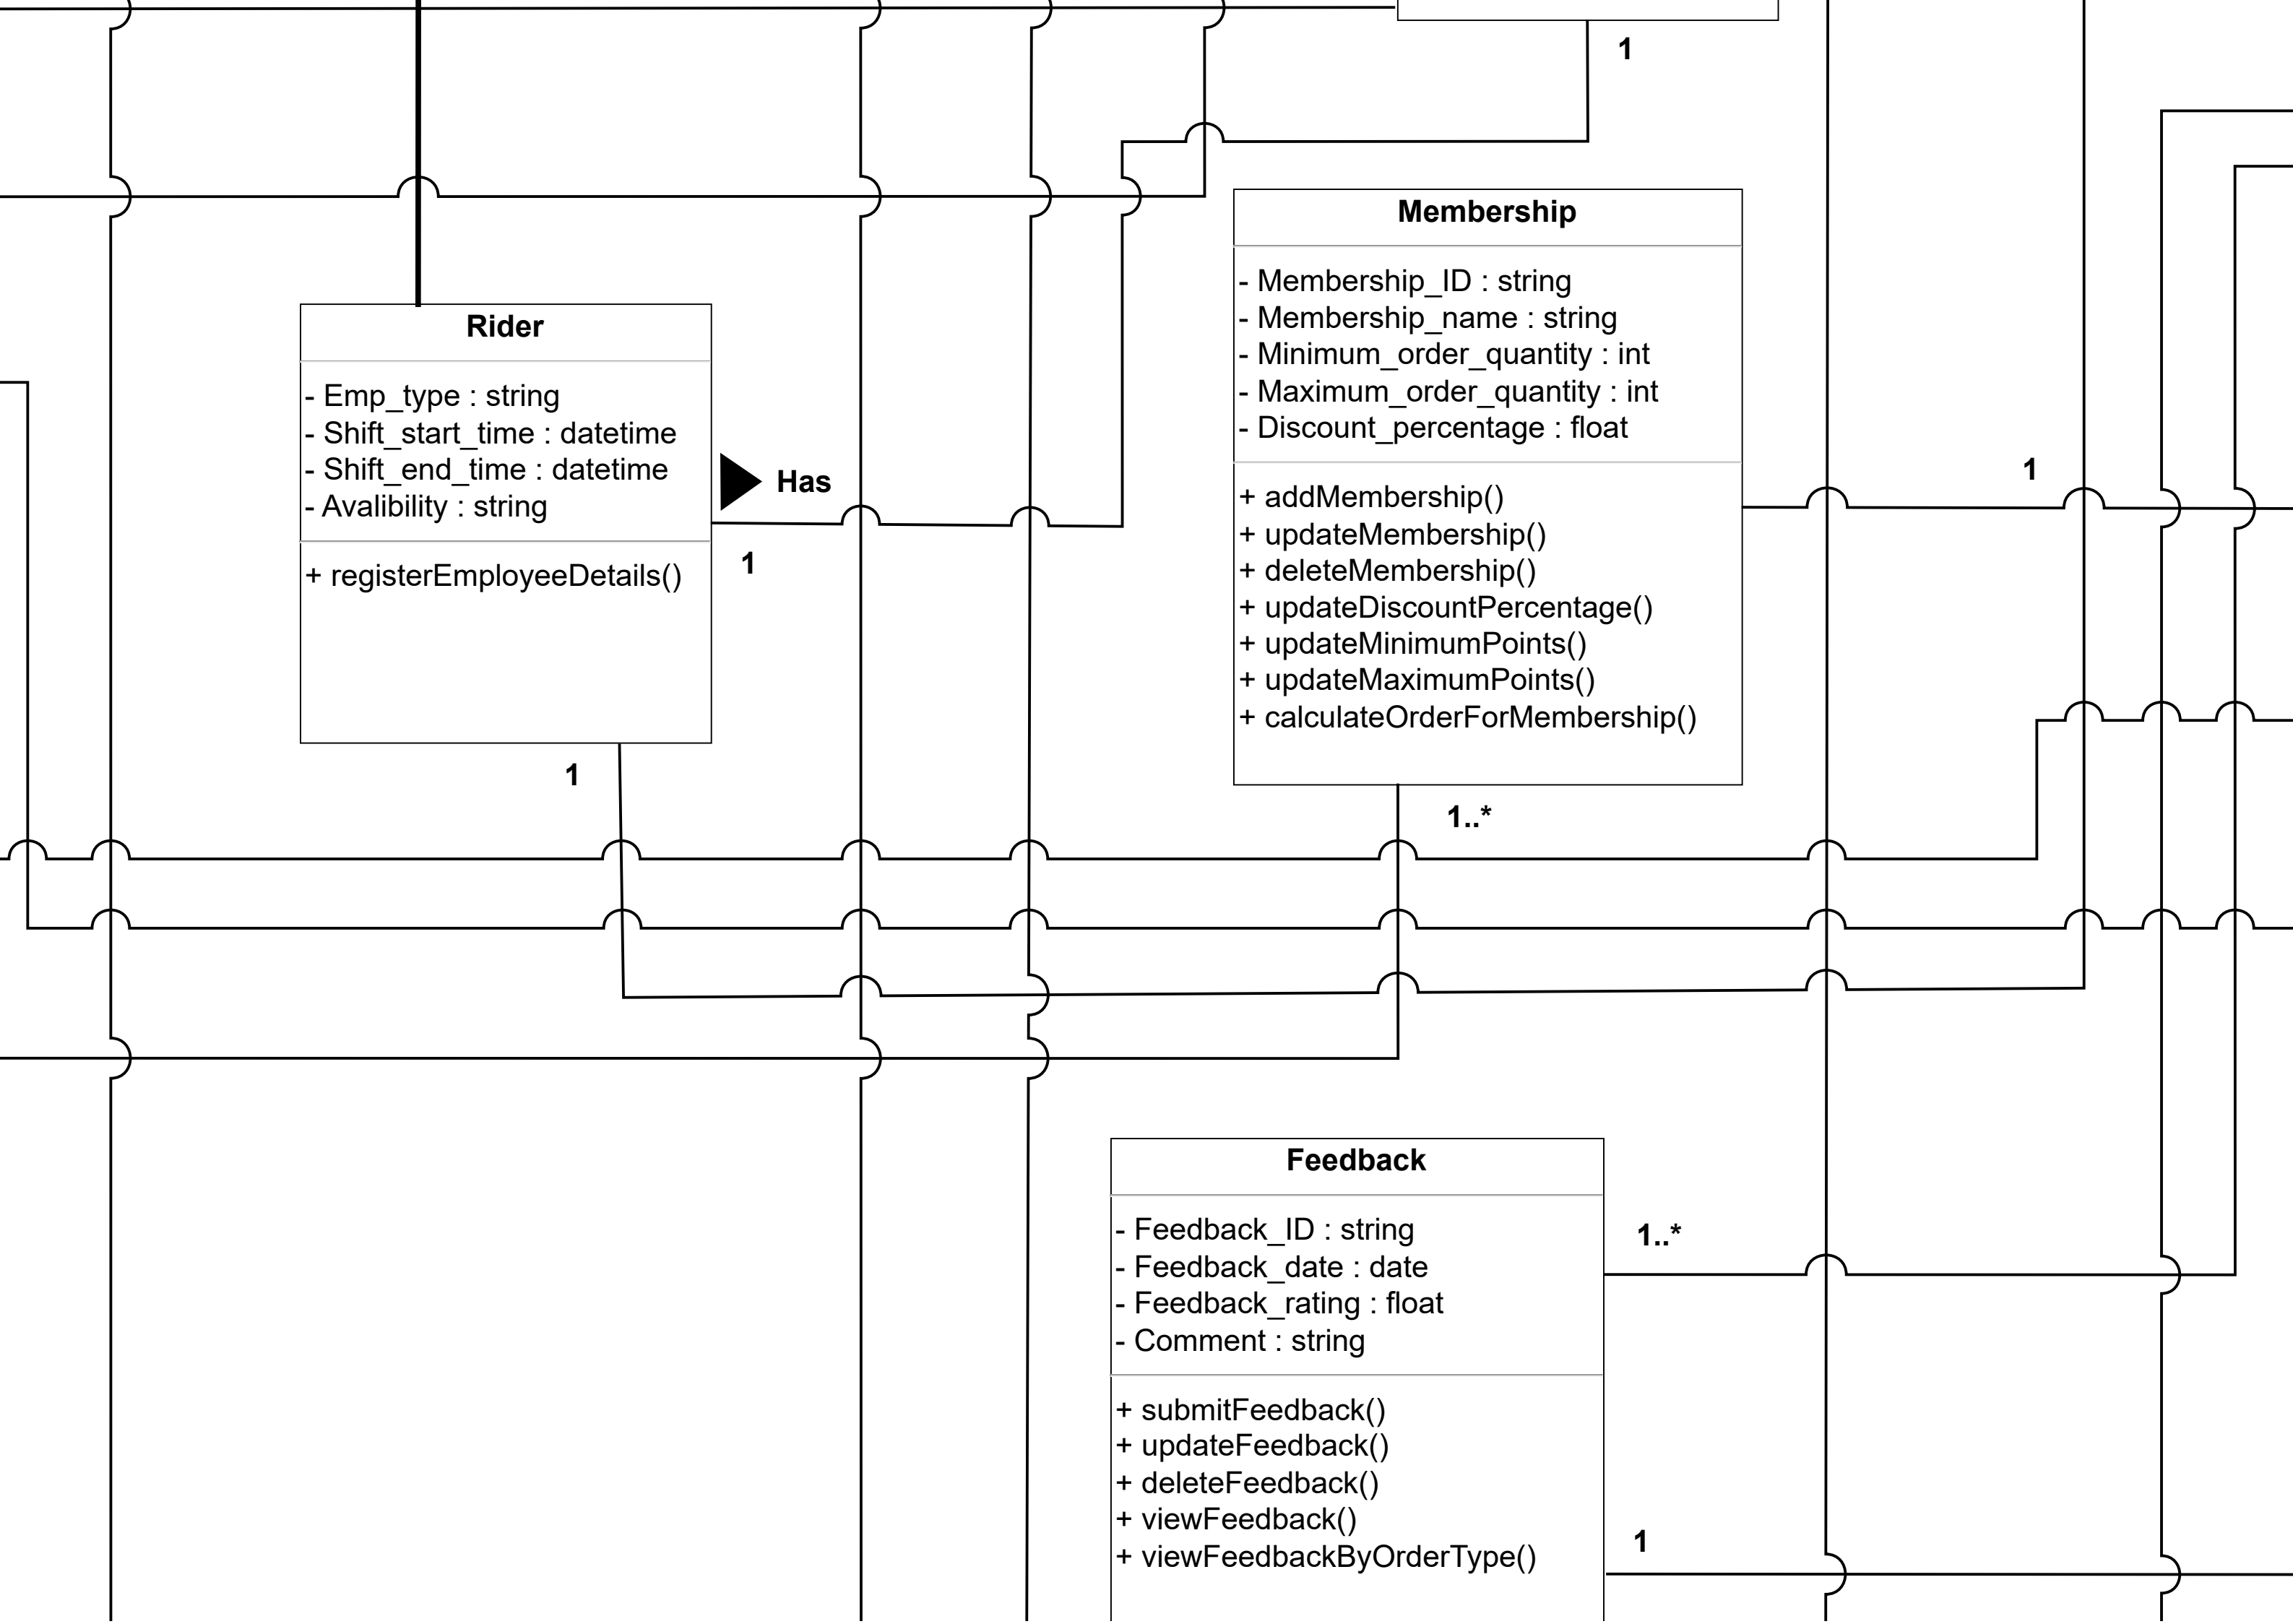 1
Membership
- Membership_ID : string
- Membership_name : string
- Minimum_order_quantity : int
- Maximum_order_quantity : int
- Discount_percentage : float
+ addMembership()
+ updateMembership()
+ deleteMembership()
+ updateDiscountPercentage()
+ updateMinimumPoints()
+ updateMaximumPoints()
+ calculateOrderForMembership()
1
1..*
Rider
- Emp_type : string
- Shift_start_time : datetime
- Shift_end_time : datetime
- Avalibility : string
+ registerEmployeeDetails()
Has
1
1
Feedback
- Feedback_ID : string
- Feedback_date : date
- Feedback_rating : float
- Comment : string
+ submitFeedback()
+ updateFeedback()
+ deleteFeedback()
+ viewFeedback()
+ viewFeedbackByOrderType()
1..*
1